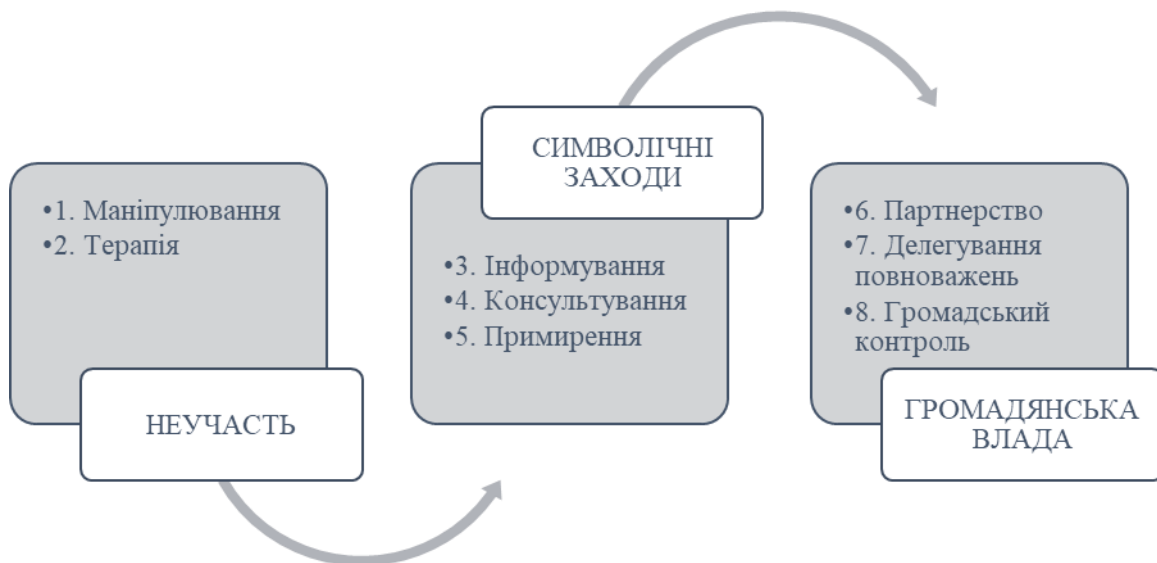 •1. Маніпулювання
•2. Терапія
НЕУЧАСТЬ
СИМВОЛІЧНІ
ЗАХОДИ
•3. Інформування
•4. Консультування
•5. Примирення
•6. Партнерство
•7. Делегування
повноважень
•8. Громадський
контроль
ГРОМАДЯНСЬКА
ВЛАДА